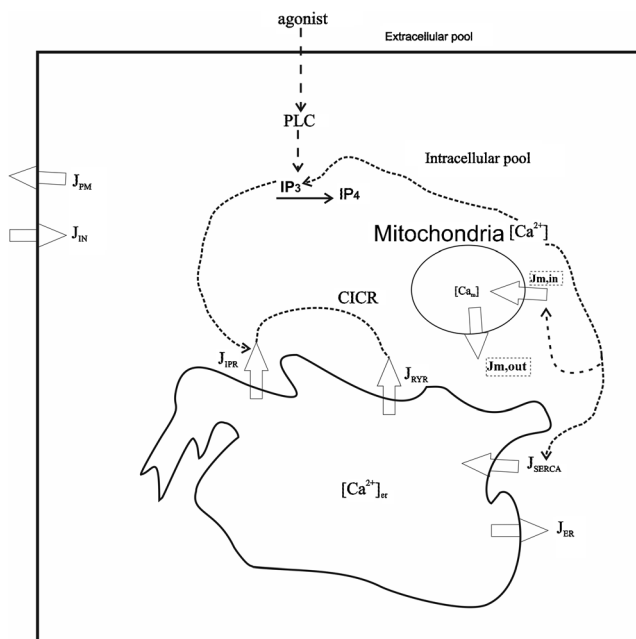 agonist
Extracellular pool
PLC
Intracellular pool
J_PM
IP₃
IP₄
J_IN
Mitochondria [Ca²⁺]
Jm,in
[Ca_m]
CICR
J_IPR
J_RYR
Jm,out
J_SERCA
[Ca²⁺]_er
J_ER